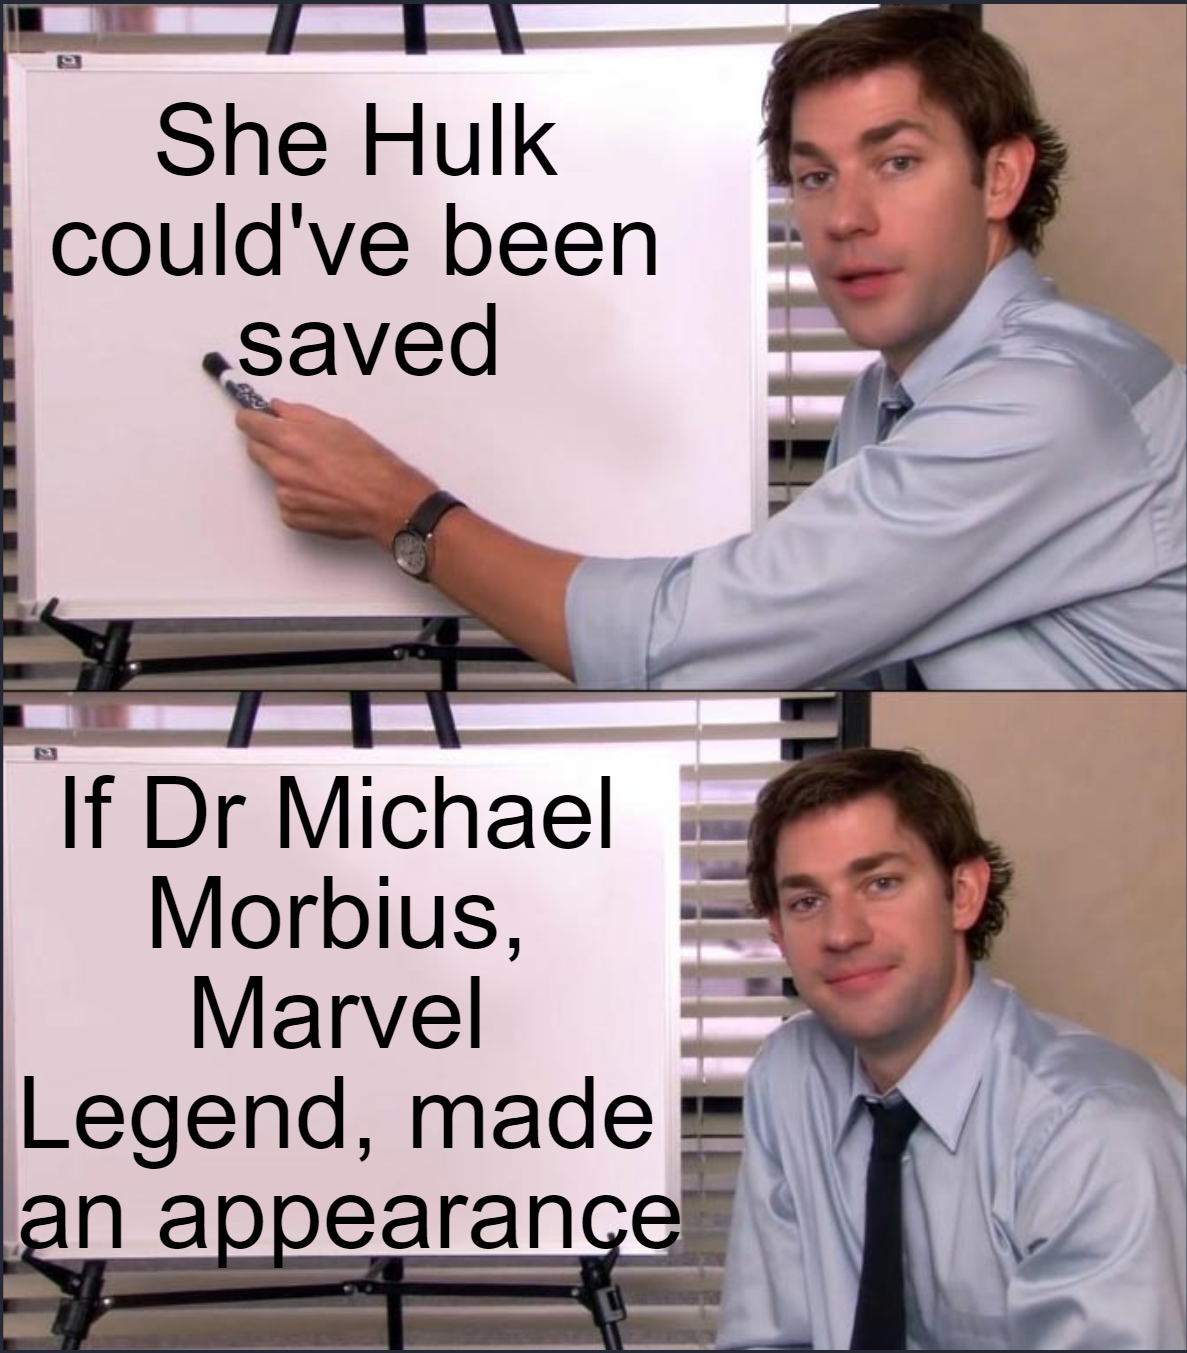 She Hulk
could've been
saved
If Dr Michael
Morbius,
Marvel
Legend, made
an appearance